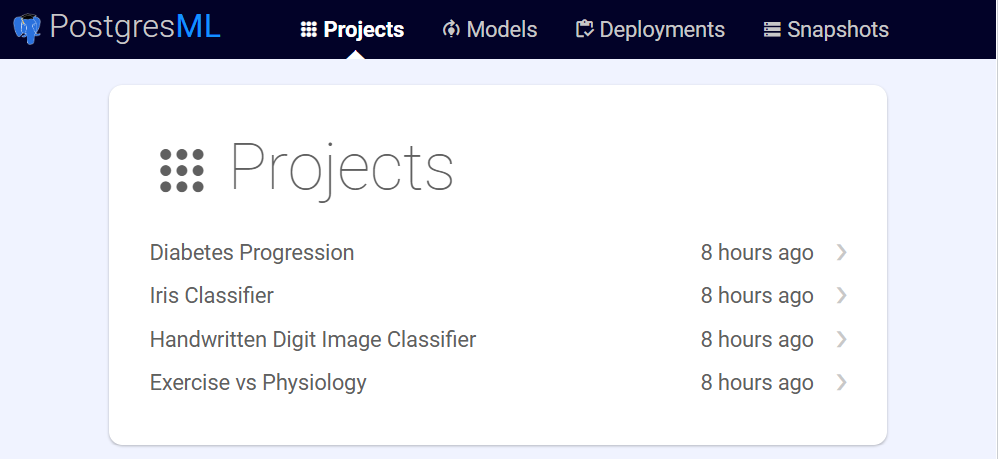 PostgresML Projects Models Deployments Snapshots
Projects
Diabetes Progression 8 hours ago
Iris Classifier 8 hours ago
Handwritten Digit Image Classifier 8 hours ago
Exercise vs Physiology 8 hours ago